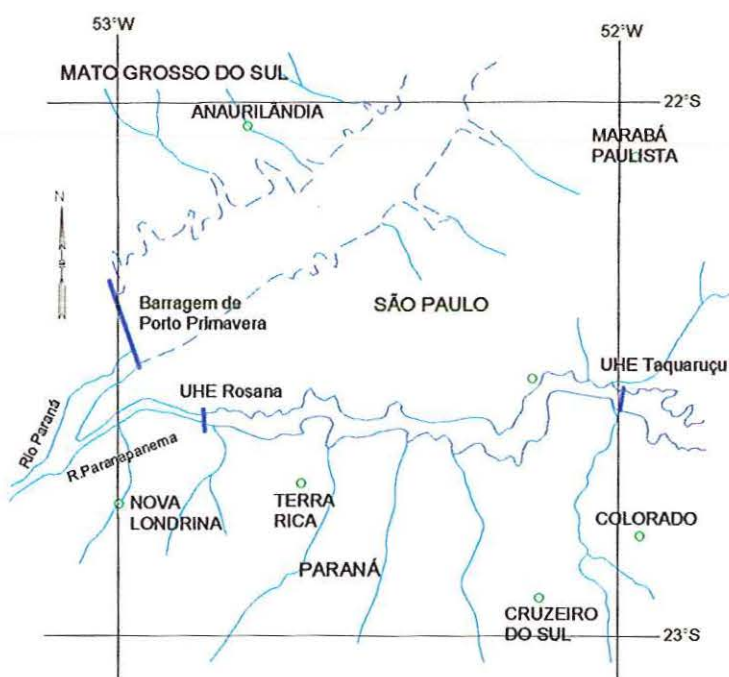 53°W
52°W
MATO GROSSO DO SUL
22°S
ANAURILÂNDIA
MARABÁ
PAULISTA
N
Barragem de
Porto Primavera
SÃO PAULO
UHE Taquaruçu
UHE Rosana
Rio Paraná
R.Paranapanema
NOVA
LONDRINA
TERRA
RICA
COLORADO
PARANÁ
CRUZEIRO
DO SUL
23°S